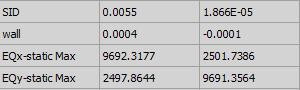 SID 0.0055 1.866E-05
wall 0.0004 -0.0001
EQx-static Max 9692.3177 2501.7386
EQy-static Max 2497.8644 9691.3564